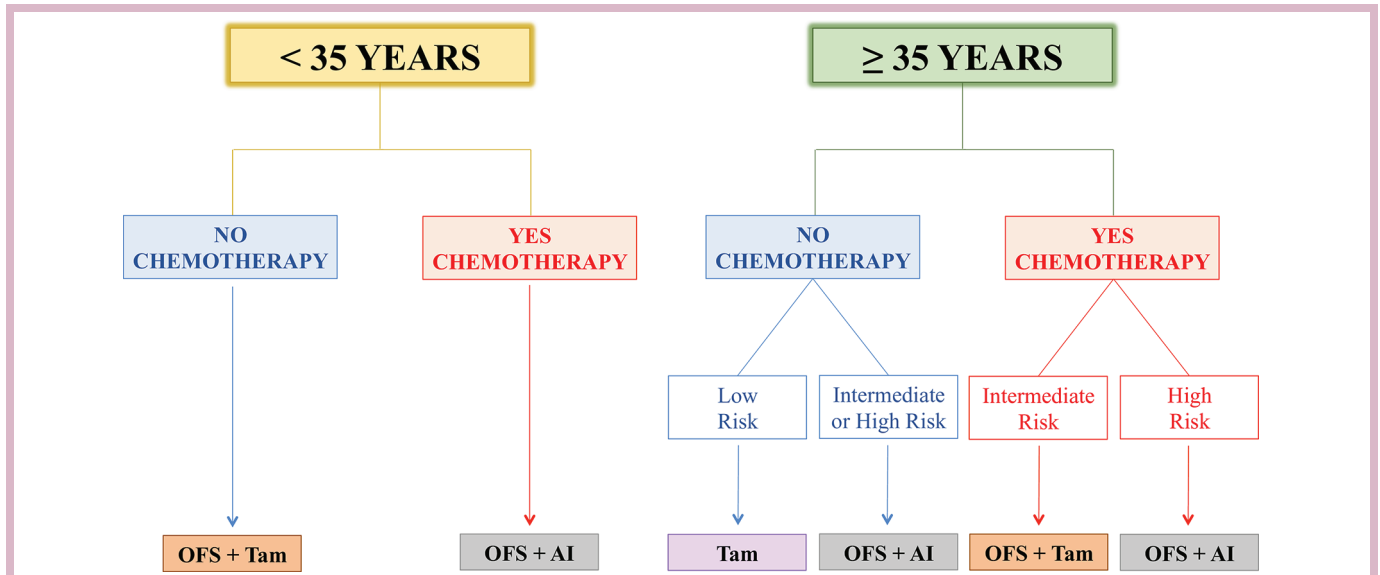 < 35 YEARS
≥ 35 YEARS
NO
CHEMOTHERAPY
YES
CHEMOTHERAPY
NO
CHEMOTHERAPY
YES
CHEMOTHERAPY
Low
Risk
Intermediate
or High Risk
Intermediate
Risk
High
Risk
OFS + Tam
OFS + AI
Tam
OFS + AI
OFS + Tam
OFS + AI